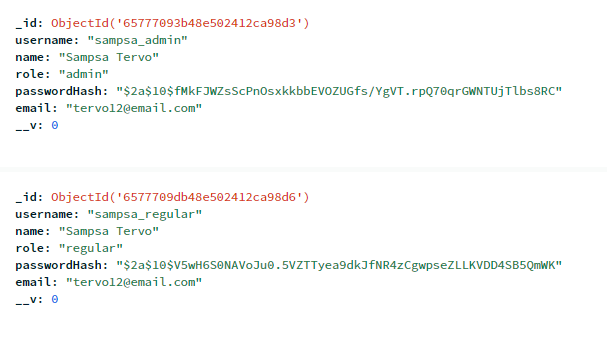 _id: ObjectId('65777093b48e502412ca98d3')
username: "sampsa_admin"
name: "Sampsa Tervo"
role: "admin"
passwordHash: "$2a$10$fMkFJWZsScPnOsxkkbbEVOZUGfs/YgVT.rpQ70qrGWNTUjTlbs8RC"
email: "tervo12@email.com"
__v: 0
_id: ObjectId('6577709db48e502412ca98d6')
username: "sampsa_regular"
name: "Sampsa Tervo"
role: "regular"
passwordHash: "$2a$10$V5wH6S0NAVoJu0.5VZTTyea9dkJfNR4zCgwpseZLLKVDD4SB5QmWK"
email: "tervo12@email.com"
__v: 0